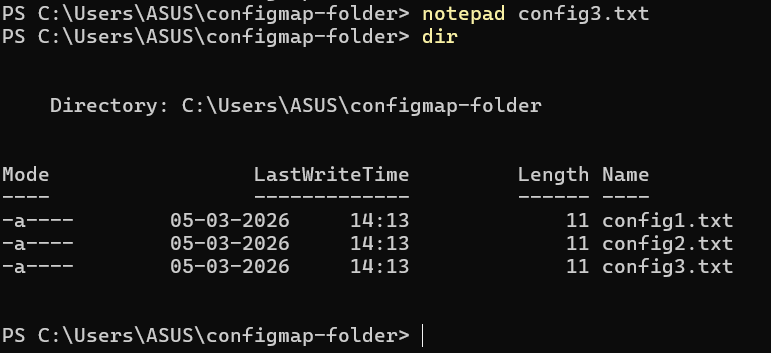 PS C:\Users\ASUS\configmap-folder> notepad config3.txt
PS C:\Users\ASUS\configmap-folder> dir
Directory: C:\Users\ASUS\configmap-folder
Mode LastWriteTime Length Name
---- ------------- ------ ----
-a---- 05-03-2026 14:13 11 config1.txt
-a---- 05-03-2026 14:13 11 config2.txt
-a---- 05-03-2026 14:13 11 config3.txt
PS C:\Users\ASUS\configmap-folder>